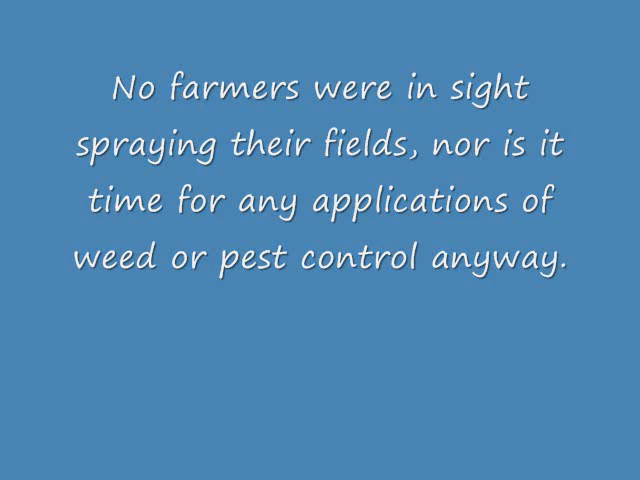 No farmers were in sight
spraying their fields, nor is it
time for any applications of
weed or pest control anyway.